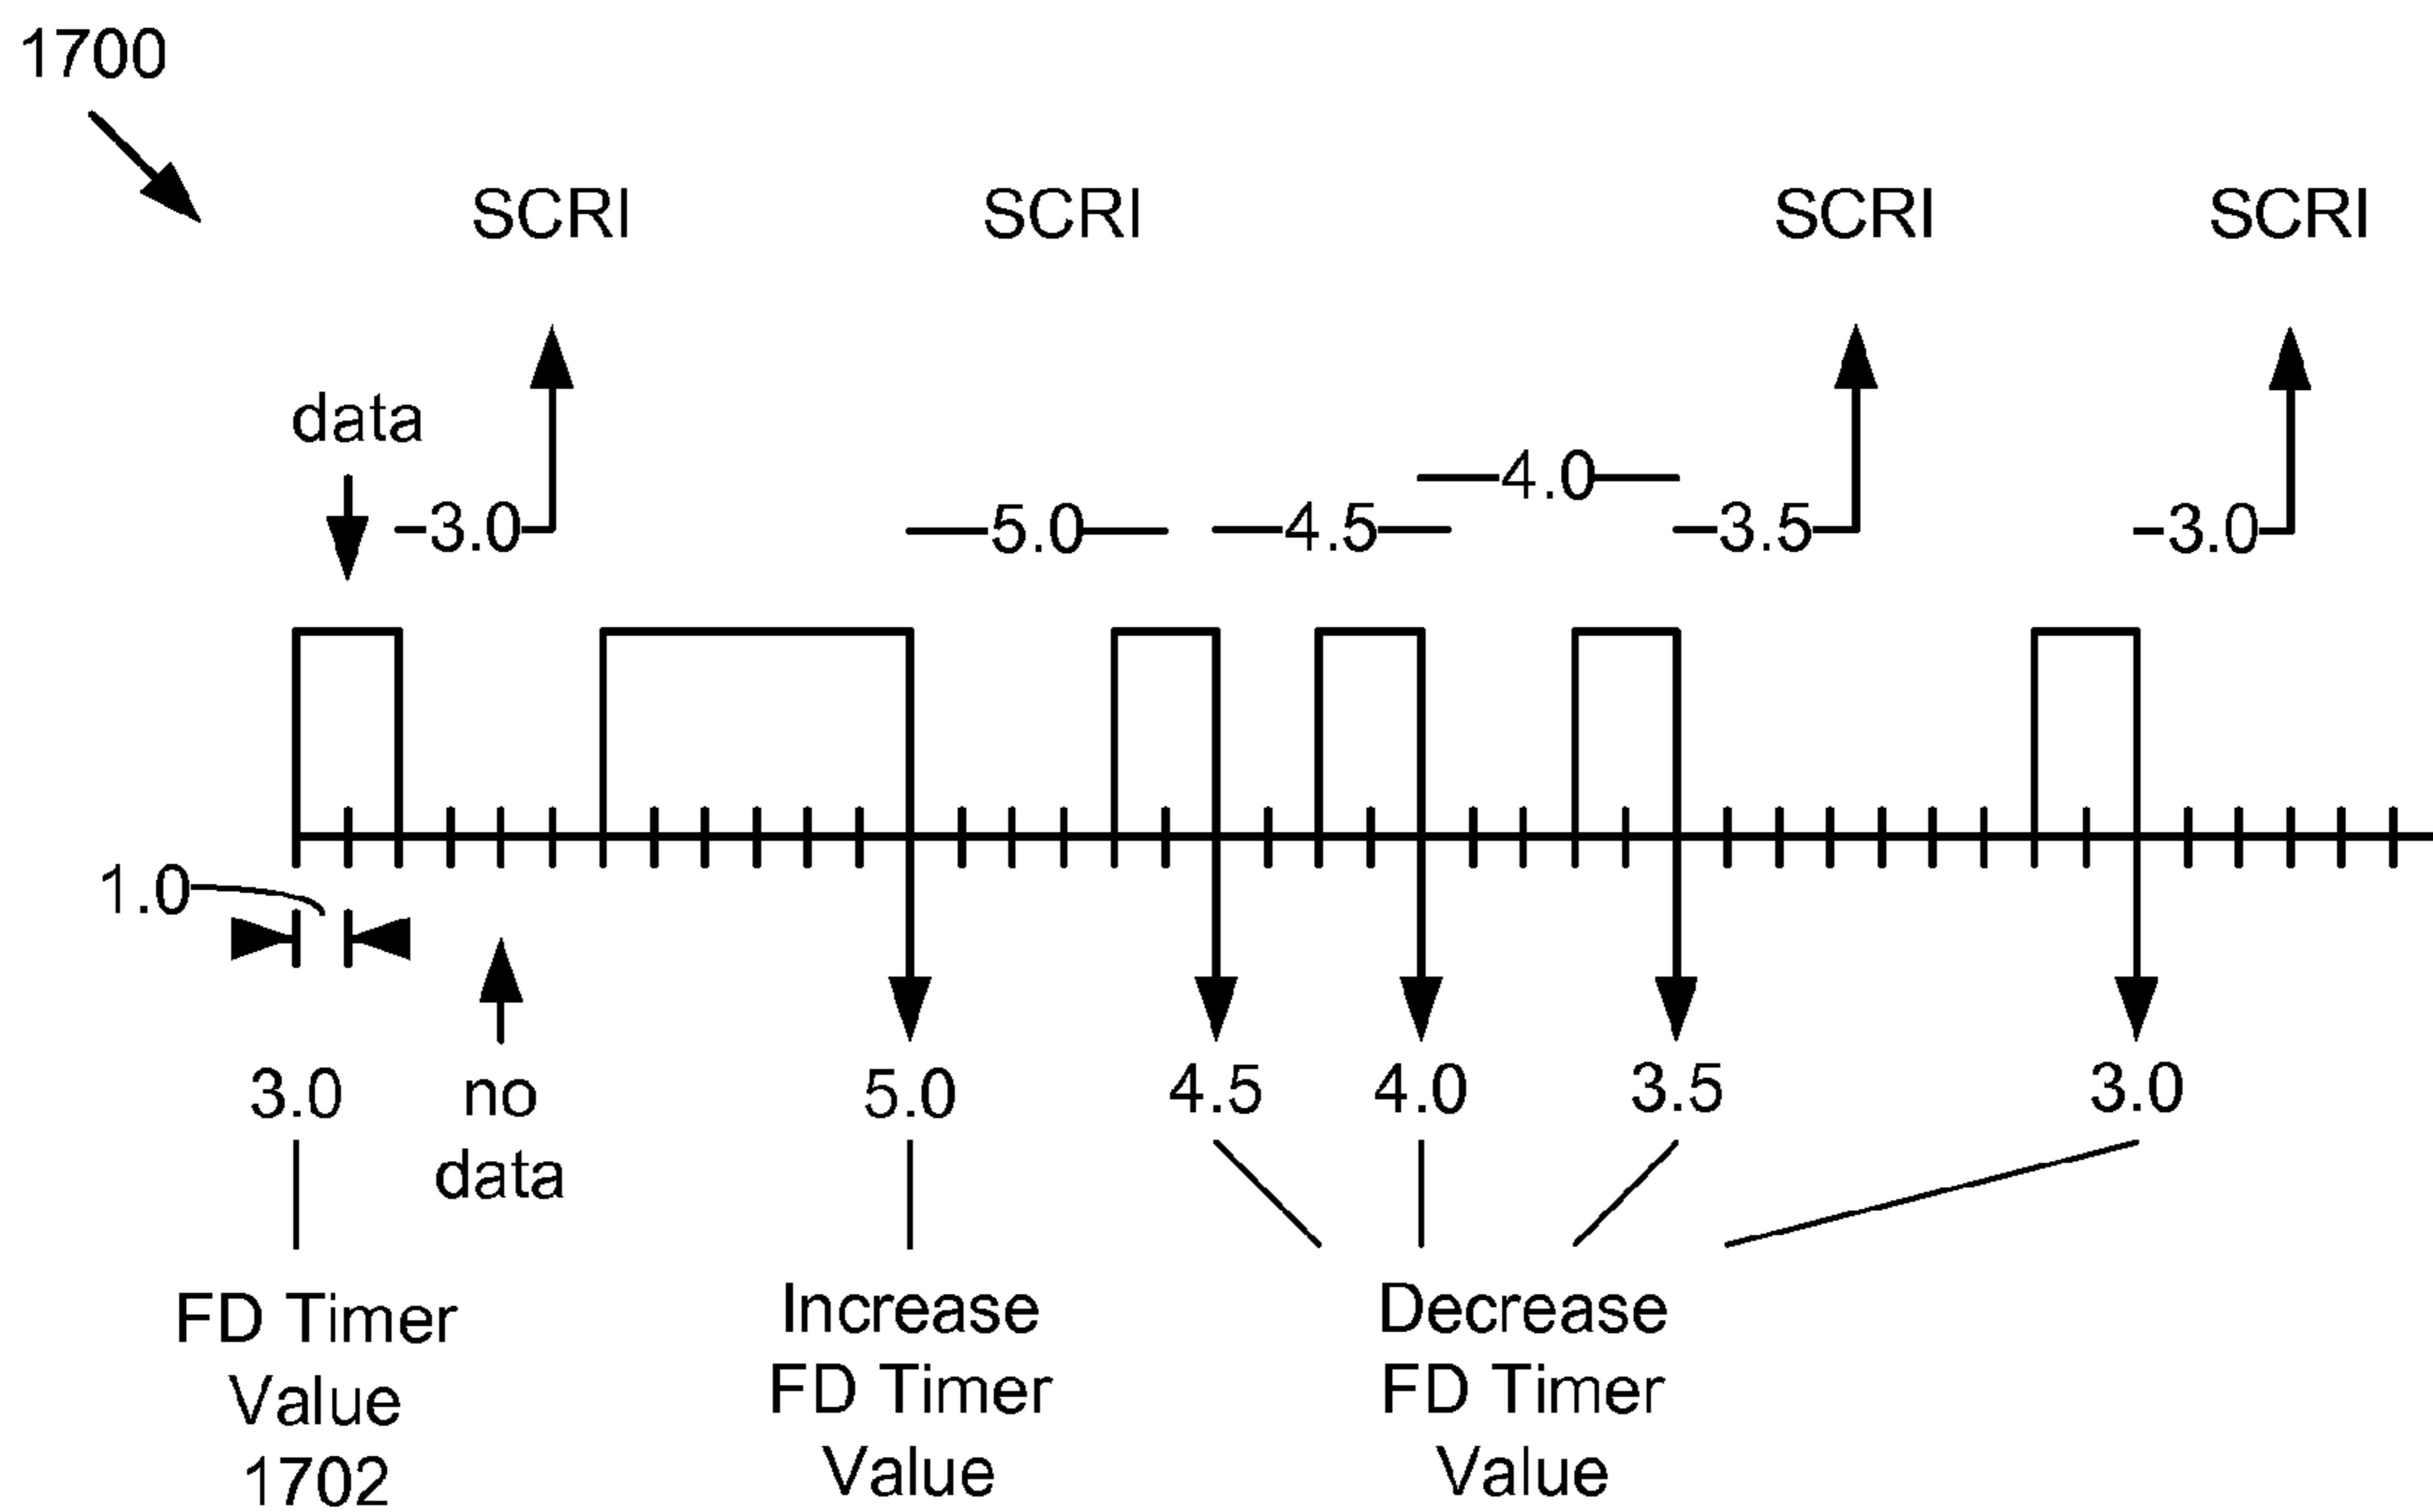 1700
SCRI SCRI SCRI SCRI
data
4.0
3.0 5.0 4.5 3.5 3.0
1.0
3.0 no data 5.0 4.5 4.0 3.5 3.0
FD Timer
Value
1702
Increase
FD Timer
Value
Decrease
FD Timer
Value